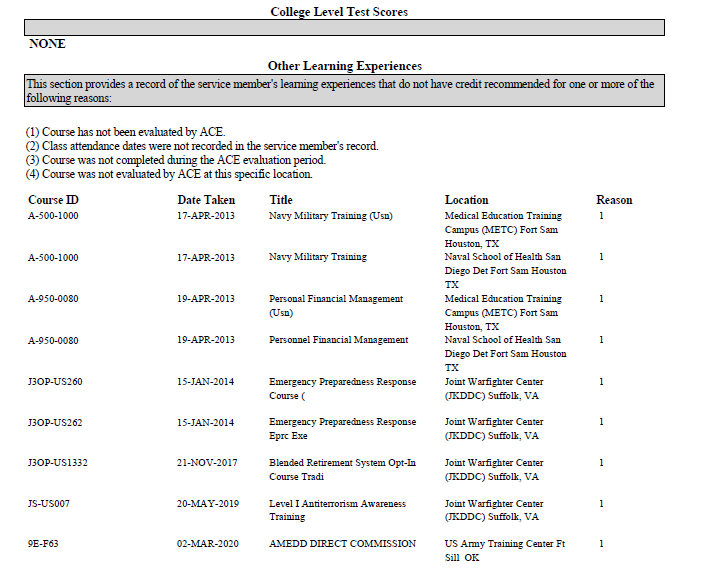 College Level Test Scores
NONE
Other Learning Experiences
This section provides a record of the service member's learning experiences that do not have credit recommended for one or more of the
following reasons:
(1) Course has not been evaluated by ACE.
(2) Class attendance dates were not recorded in the service member's record.
(3) Course was not completed during the ACE evaluation period.
(4) Course was not evaluated by ACE at this specific location.
Course ID Date Taken Title Location Reason
A-500-1000 17-APR-2013 Navy Military Training (Usn) Medical Education Training 1
Campus (METC) Fort Sam
Houston, TX
A-500-1000 17-APR-2013 Navy Military Training Naval School of Health San 1
Diego Det Fort Sam Houston
TX
A-950-0080 19-APR-2013 Personal Financial Management Medical Education Training 1
(Usn) Campus (METC) Fort Sam
Houston, TX
A-950-0080 19-APR-2013 Personnel Financial Management Naval School of Health San 1
Diego Det Fort Sam Houston
TX
J3OP-US260 15-JAN-2014 Emergency Preparedness Response Joint Warfighter Center 1
Course ( (JKDDC) Suffolk, VA
J3OP-US262 15-JAN-2014 Emergency Preparedness Response Joint Warfighter Center 1
Eprc Exe (JKDDC) Suffolk, VA
J3OP-US1332 21-NOV-2017 Blended Retirement System Opt-In Joint Warfighter Center 1
Course Tradi (JKDDC) Suffolk, VA
JS-US007 20-MAY-2019 Level I Antiterrorism Awareness Joint Warfighter Center 1
Training (JKDDC) Suffolk, VA
9E-F63 02-MAR-2020 AMEDD DIRECT COMMISSION US Army Training Center Ft 1
Sill OK